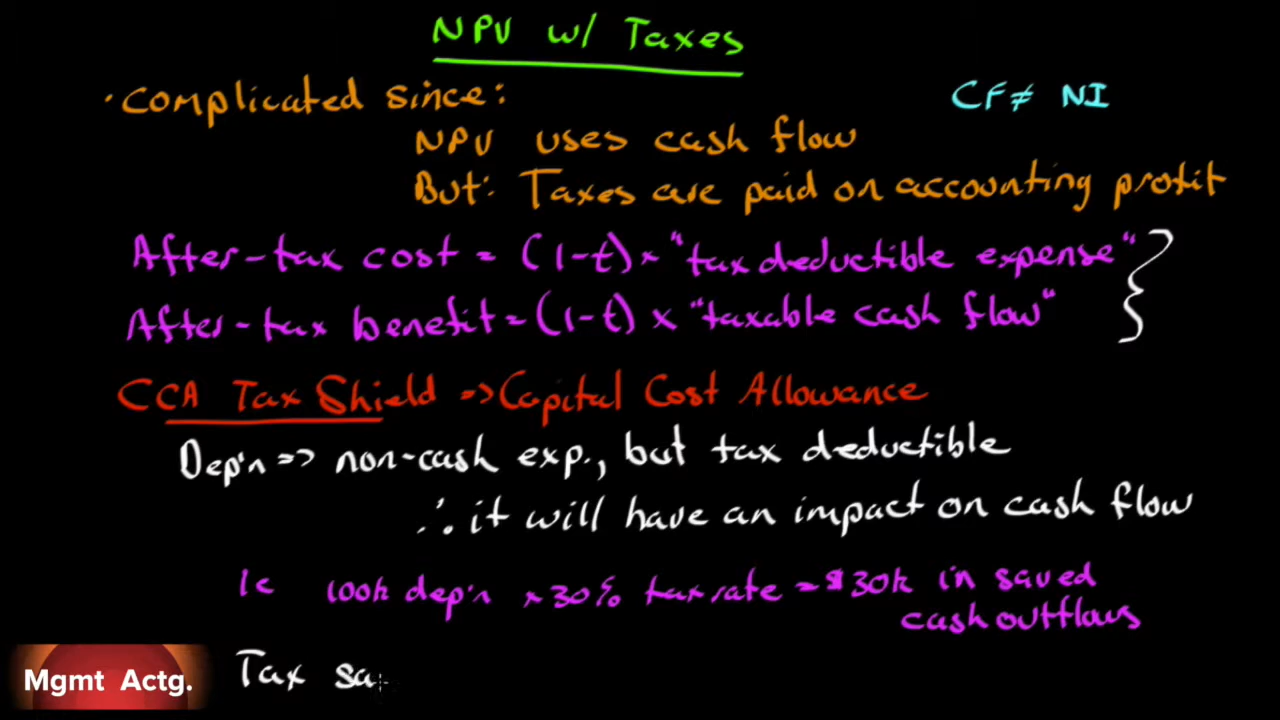 NPV w/ Taxes
· Complicated since:
CF ≠ NI
NPV uses cash flow
But: Taxes are paid on accounting profit
After-tax cost = (1-t) × "tax deductible expense"
After-tax benefit = (1-t) × "taxable cash flow"
CCA Tax Shield => Capital Cost Allowance
Dep'n => non-cash exp., but tax deductible
∴ it will have an impact on cash flow
Ie 100k dep'n × 30% tax rate = $30k in saved
cash outflows
Tax sa
Mgmt Actg.